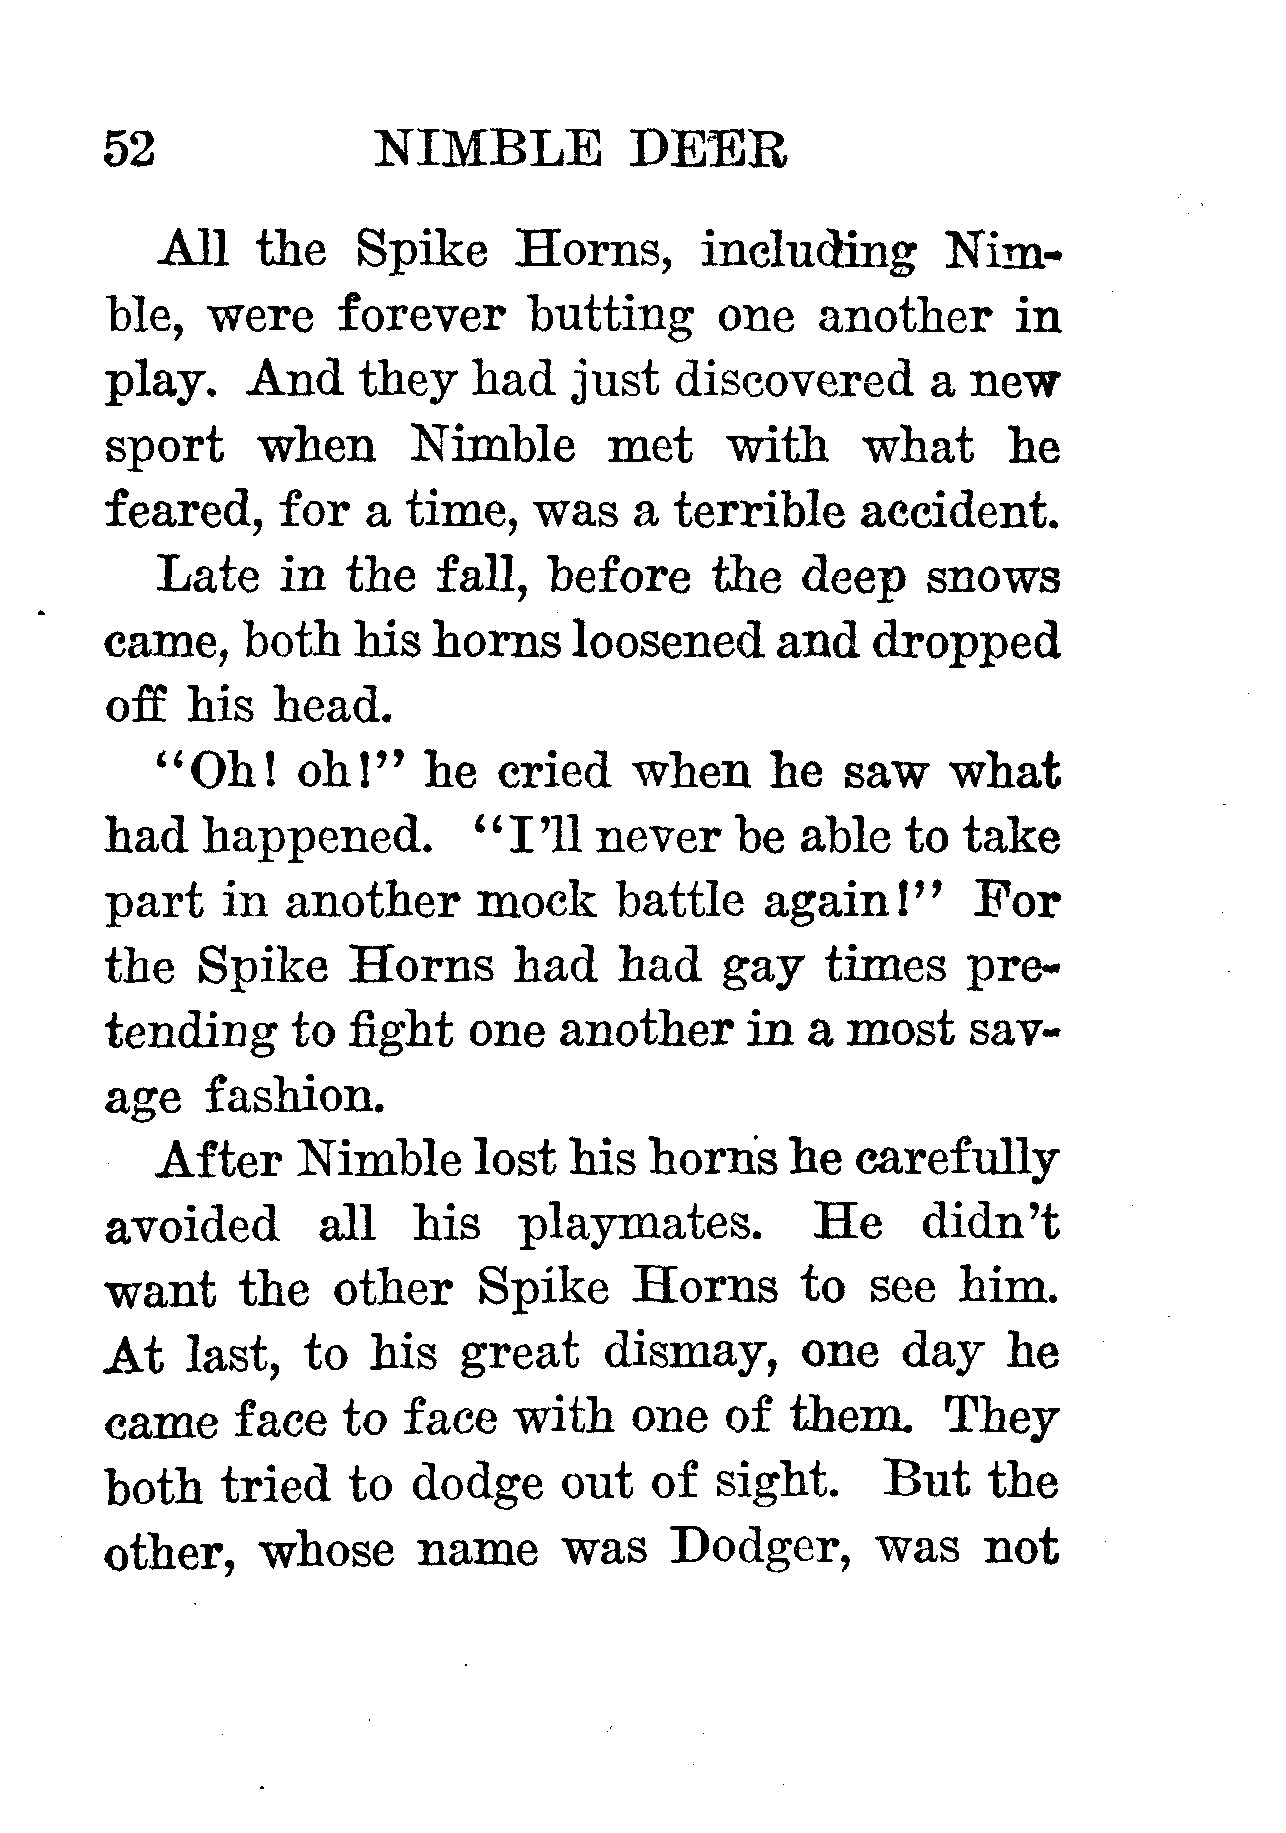 52 NIMBLE DEER
All the Spike Horns, including Nim-
ble, were forever butting one another in
play. And they had just discovered a new
sport when Nimble met with what he
feared, for a time, was a terrible accident.
Late in the fall, before the deep snows
came, both his horns loosened and dropped
off his head.
“Oh! oh!” he cried when he saw what
had happened. “I’ll never be able to take
part in another mock battle again!” For
the Spike Horns had had gay times pre-
tending to fight one another in a most sav-
age fashion.
After Nimble lost his horns he carefully
avoided all his playmates. He didn’t
want the other Spike Horns to see him.
At last, to his great dismay, one day he
came face to face with one of them. They
both tried to dodge out of sight. But the
other, whose name was Dodger, was not